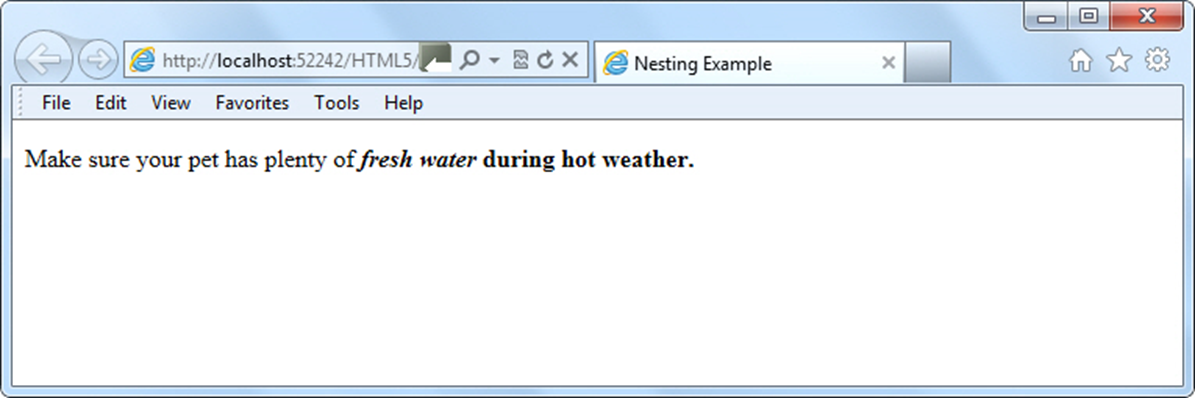 http://localhost:52242/HTML5/
Nesting Example
File Edit View Favorites Tools Help
Make sure your pet has plenty of fresh water during hot weather.